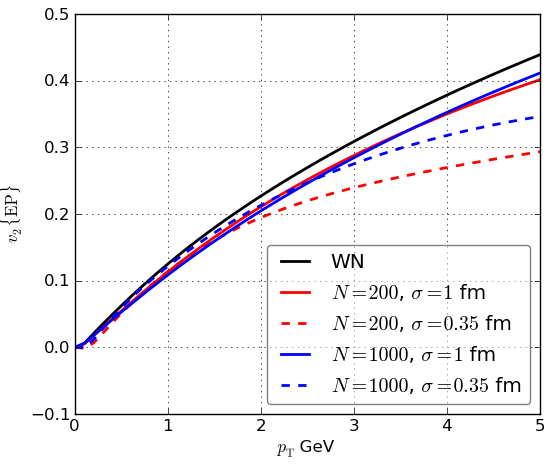 0.5
0.4
0.3
0.2
0.1
0.0
−0.1
v₂{EP}
WN
N=200, σ=1 fm
N=200, σ=0.35 fm
N=1000, σ=1 fm
N=1000, σ=0.35 fm
0 1 2 3 4 5
p_T GeV